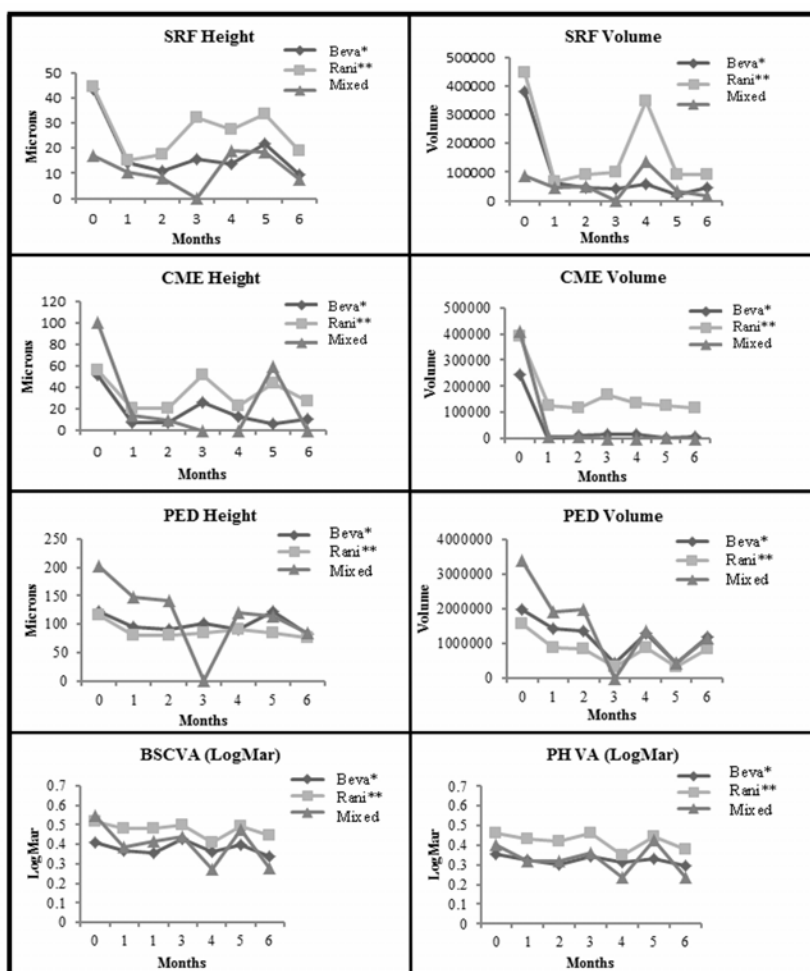 SRF Height
Beva*
Rani**
Mixed
50
40
30
20
10
0
Microns
0 1 2 3 4 5 6
Months
SRF Volume
Beva*
Rani**
Mixed
500000
400000
300000
200000
100000
0
Volume
0 1 2 3 4 5 6
Months
CME Height
Beva*
Rani**
Mixed
120
100
80
60
40
20
0
Microns
0 1 2 3 4 5 6
Months
CME Volume
Beva*
Rani**
Mixed
500000
400000
300000
200000
100000
0
Volume
0 1 2 3 4 5 6
Months
PED Height
Beva*
Rani**
Mixed
250
200
150
100
50
0
Microns
0 1 2 3 4 5 6
Months
PED Volume
Beva*
Rani**
Mixed
4000000
3000000
2000000
1000000
0
Volume
0 1 2 3 4 5 6
Months
BSCVA (LogMar)
Beva*
Rani**
Mixed
0.7
0.6
0.5
0.4
0.3
0.2
0.1
0
LogMar
0 1 1 3 4 5 6
Months
PH VA (LogMar)
Beva*
Rani**
Mixed
0.7
0.6
0.5
0.4
0.3
0.2
0.1
0
LogMar
0 1 2 3 4 5 6
Months